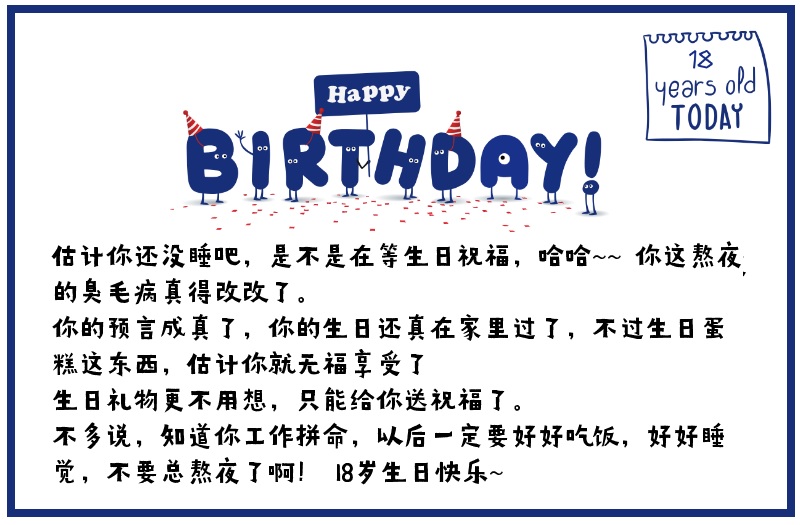 18
years old
TODAY
Happy
BIRTHDAY!
估计你还没睡吧，是不是在等生日祝福，哈哈~~ 你这熬夜，
的臭毛病真得改改了。
你的预言成真了，你的生日还真在家里过了，不过生日蛋
糕这东西，估计你就无福享受了
生日礼物更不用想，只能给你送祝福了。
不多说，知道你工作拼命，以后一定要好好吃饭，好好睡
觉，不要总熬夜了啊！ 18岁生日快乐~